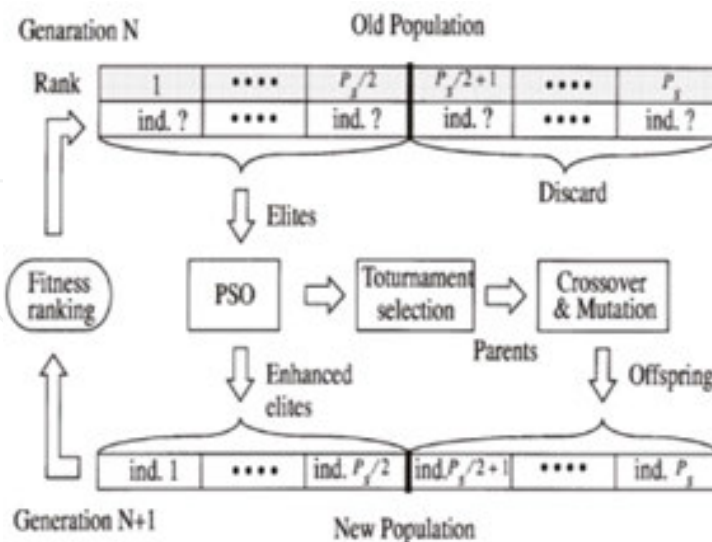 Genaration N
Old Population
Rank 1 •••• P_s/2 P_s/2+1 •••• P_s
ind. ? •••• ind. ? ind. ? •••• ind. ?
Elites
Discard
Fitness
ranking
PSO
Toturnament
selection
Crossover
& Mutation
Parents
Enhanced
elites
Offspring
ind. 1 •••• ind. P_s/2 ind.P_s/2+1 •••• ind. P_s
Generation N+1
New Population